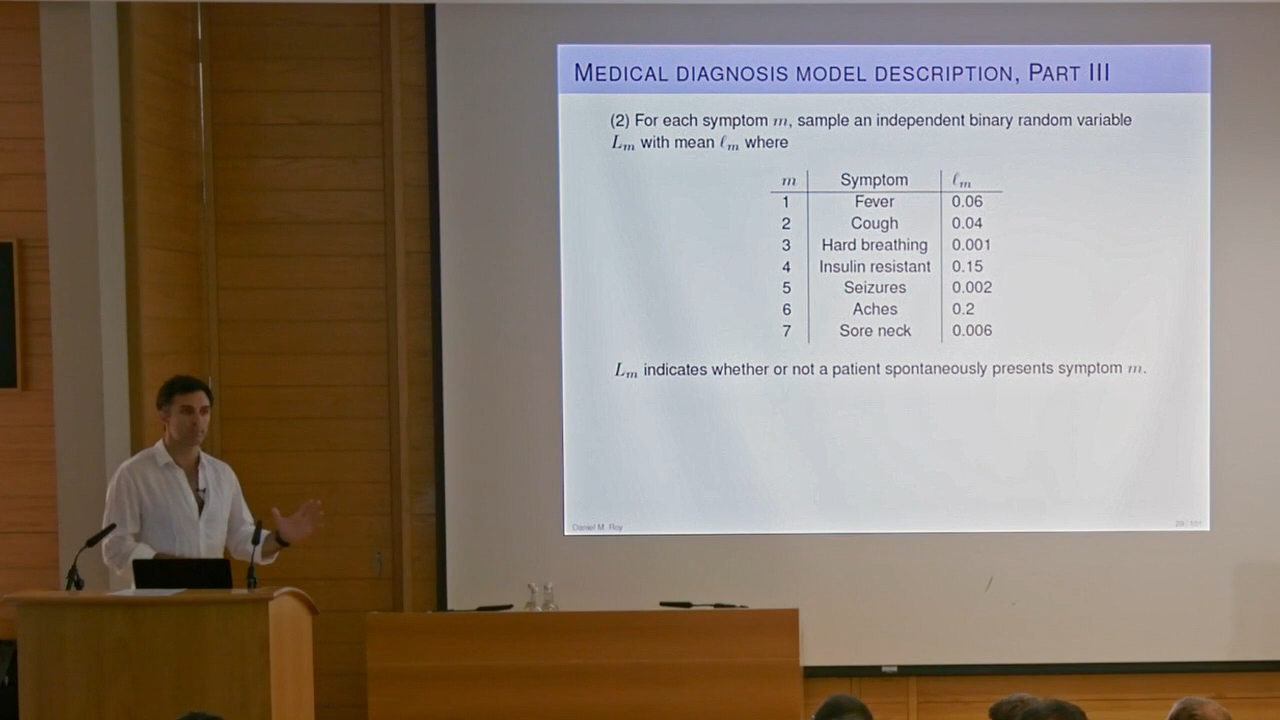 MEDICAL DIAGNOSIS MODEL DESCRIPTION, PART III
(2) For each symptom m, sample an independent binary random variable
Lₘ with mean ℓₘ where
m Symptom ℓₘ
1 Fever 0.06
2 Cough 0.04
3 Hard breathing 0.001
4 Insulin resistant 0.15
5 Seizures 0.002
6 Aches 0.2
7 Sore neck 0.006
Lₘ indicates whether or not a patient spontaneously presents symptom m.
Daniel M. Roy